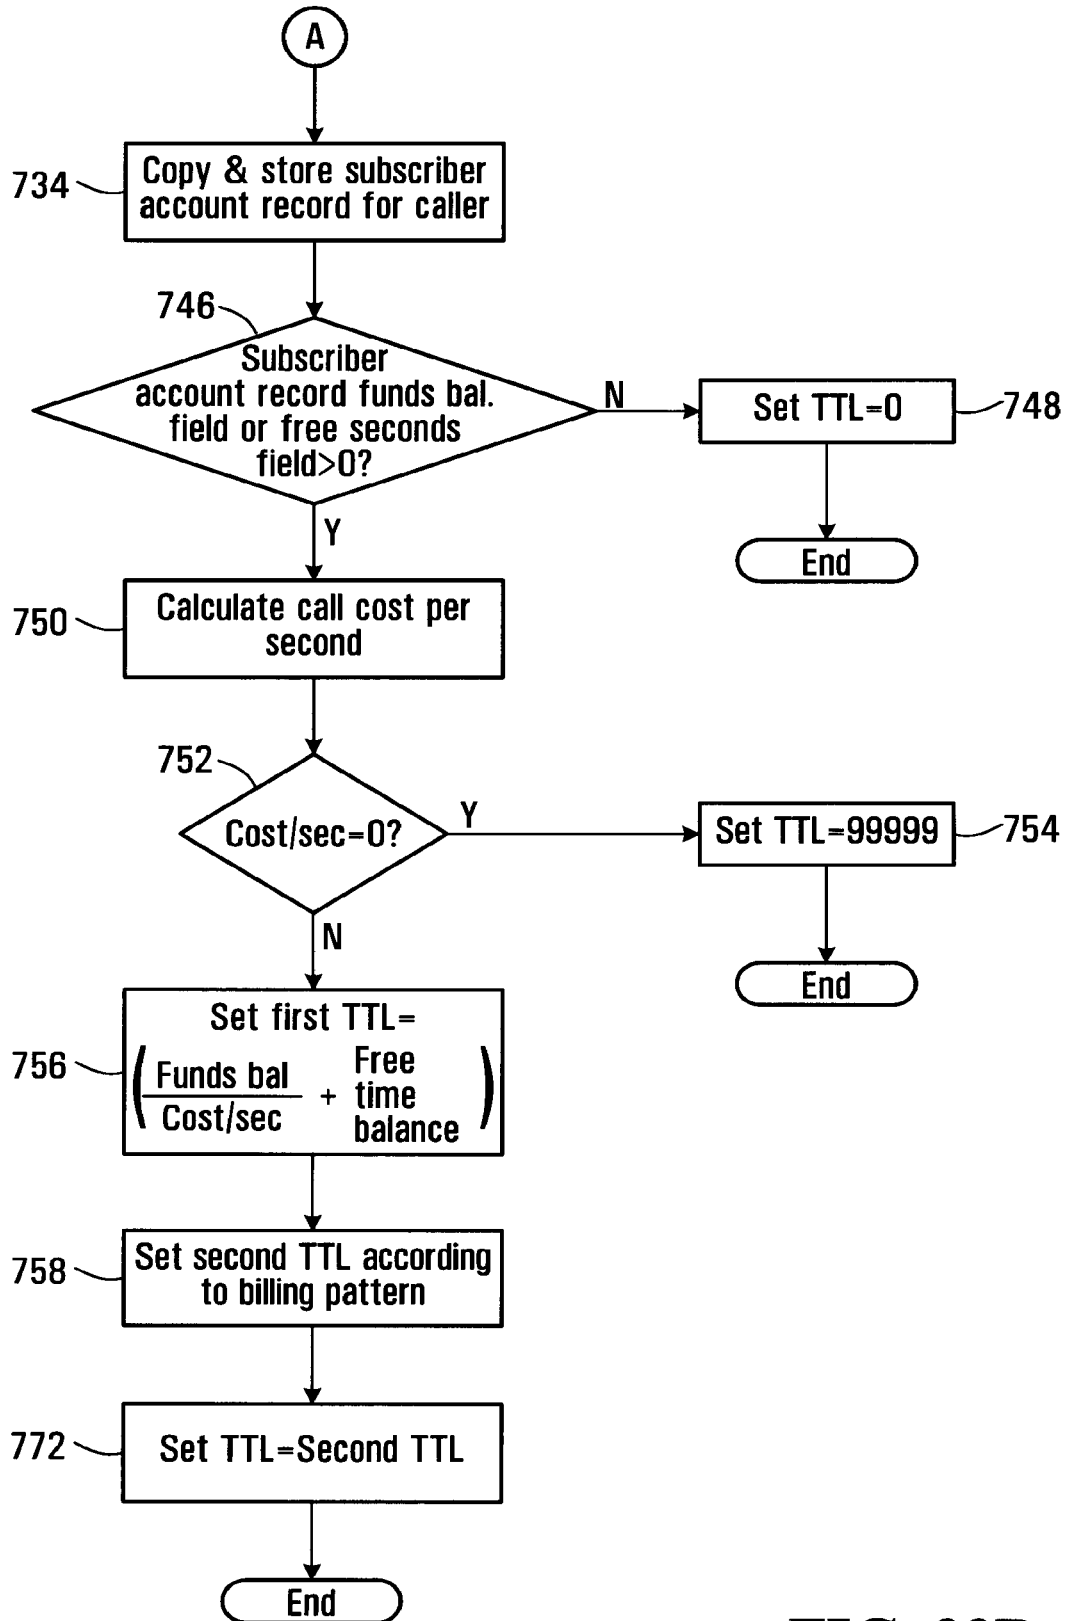 A
734
Copy & store subscriber
account record for caller
746
Subscriber
account record funds bal.
field or free seconds
field>0?
N
Set TTL=0
748
End
Y
750
Calculate call cost per
second
752
Cost/sec=0?
Y
Set TTL=99999
754
End
N
756
Set first TTL=
( Funds bal / Cost/sec + Free time balance )
758
Set second TTL according
to billing pattern
772
Set TTL=Second TTL
End